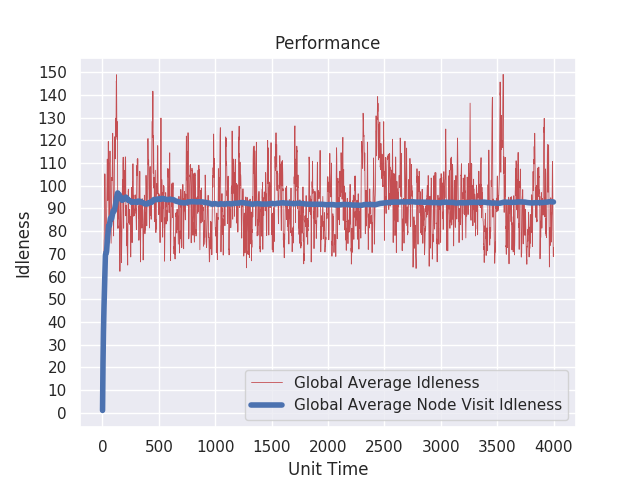 Performance
Idleness
150
140
130
120
110
100
90
80
70
60
50
40
30
20
10
0
Global Average Idleness
Global Average Node Visit Idleness
0 500 1000 1500 2000 2500 3000 3500 4000
Unit Time